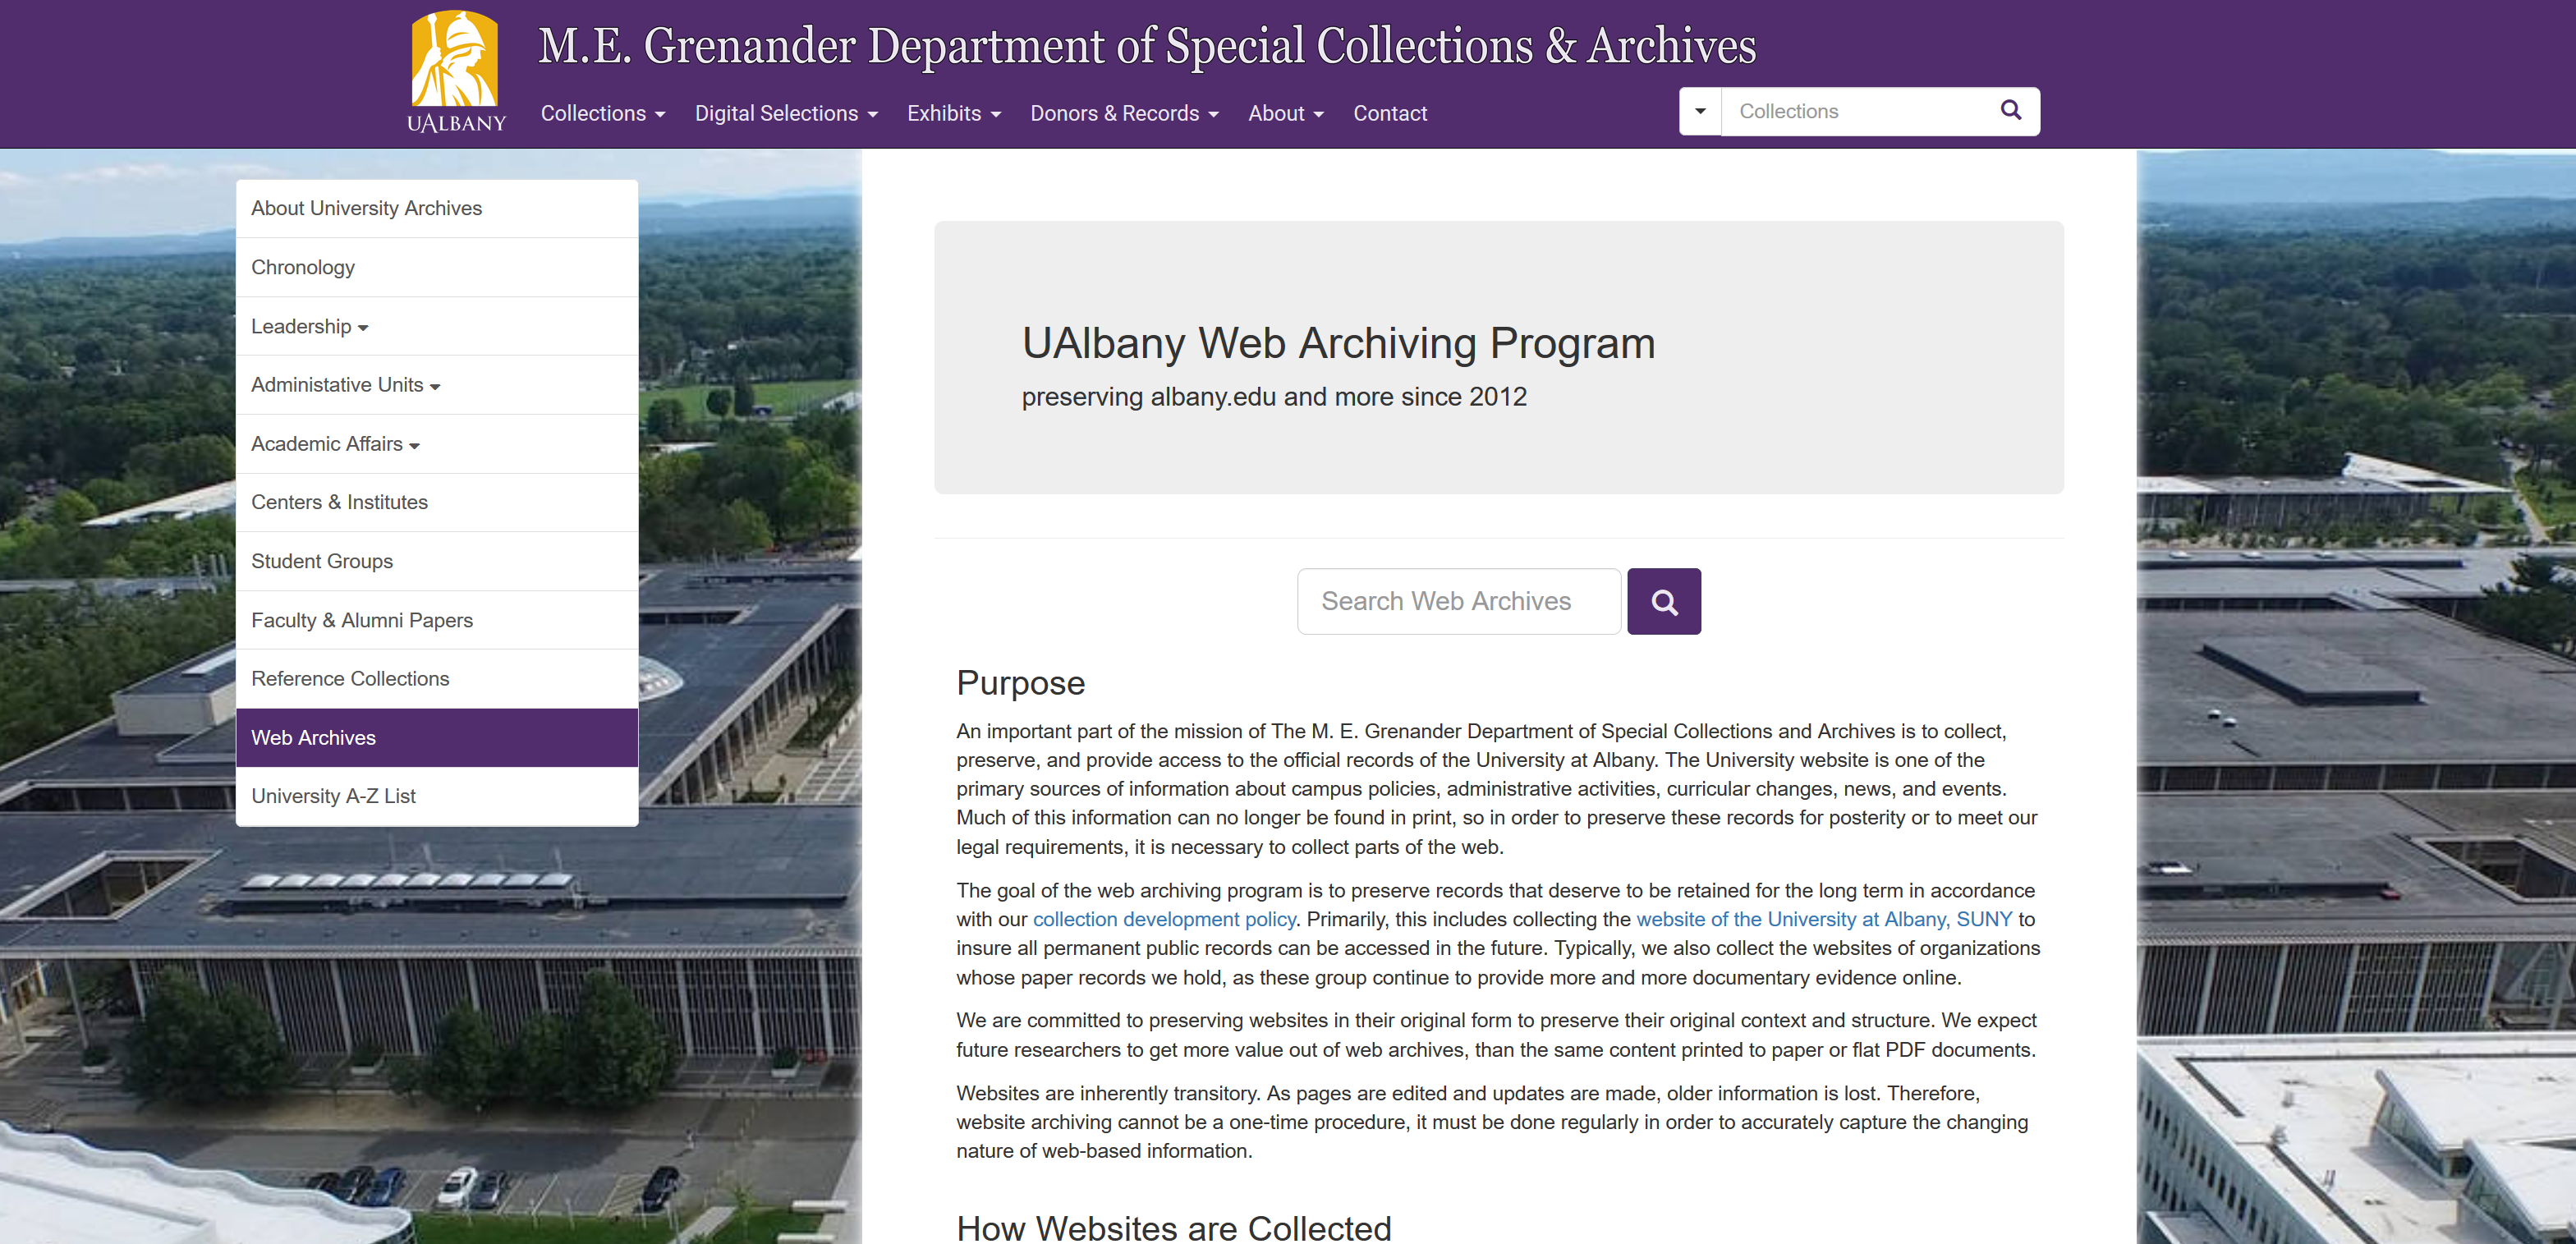 M.E. Grenander Department of Special Collections & Archives
UALBANY
Collections
Digital Selections
Exhibits
Donors & Records
About
Contact
Collections
About University Archives
Chronology
Leadership
Administative Units
Academic Affairs
Centers & Institutes
Student Groups
Faculty & Alumni Papers
Reference Collections
Web Archives
University A-Z List
UAlbany Web Archiving Program
preserving albany.edu and more since 2012
Search Web Archives
Purpose
An important part of the mission of The M. E. Grenander Department of Special Collections and Archives is to collect,
preserve, and provide access to the official records of the University at Albany. The University website is one of the
primary sources of information about campus policies, administrative activities, curricular changes, news, and events.
Much of this information can no longer be found in print, so in order to preserve these records for posterity or to meet our
legal requirements, it is necessary to collect parts of the web.
The goal of the web archiving program is to preserve records that deserve to be retained for the long term in accordance
with our collection development policy. Primarily, this includes collecting the website of the University at Albany, SUNY to
insure all permanent public records can be accessed in the future. Typically, we also collect the websites of organizations
whose paper records we hold, as these group continue to provide more and more documentary evidence online.
We are committed to preserving websites in their original form to preserve their original context and structure. We expect
future researchers to get more value out of web archives, than the same content printed to paper or flat PDF documents.
Websites are inherently transitory. As pages are edited and updates are made, older information is lost. Therefore,
website archiving cannot be a one-time procedure, it must be done regularly in order to accurately capture the changing
nature of web-based information.
How Websites are Collected